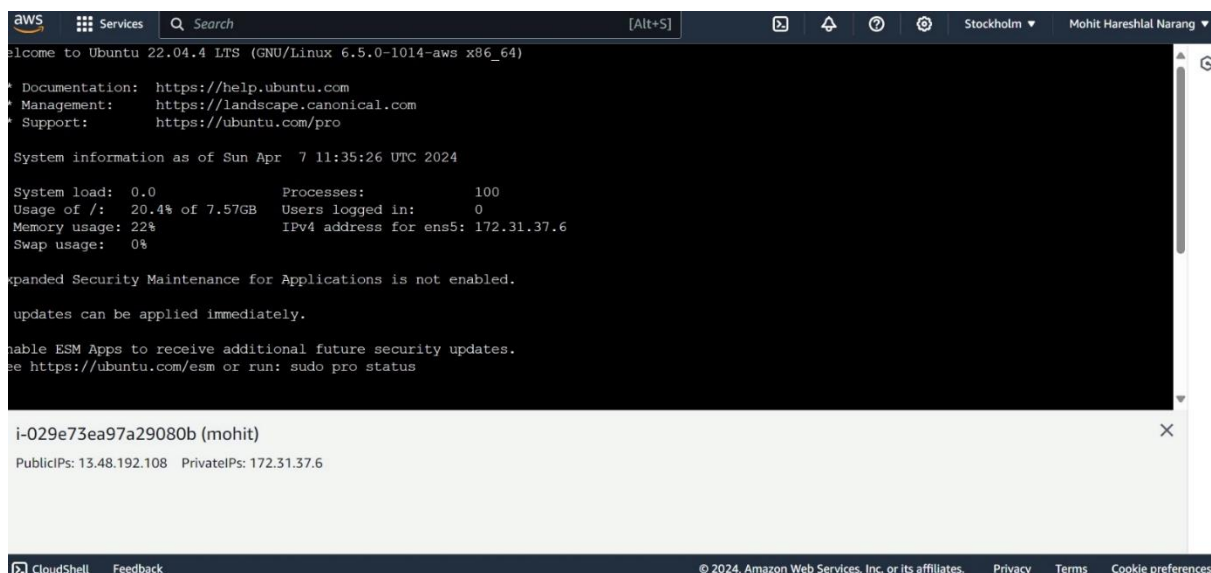 aws Services Search [Alt+S] Stockholm Mohit Hareshlal Narang
elcome to Ubuntu 22.04.4 LTS (GNU/Linux 6.5.0-1014-aws x86_64)
* Documentation: https://help.ubuntu.com
* Management: https://landscape.canonical.com
* Support: https://ubuntu.com/pro
System information as of Sun Apr 7 11:35:26 UTC 2024
System load: 0.0 Processes: 100
Usage of /: 20.4% of 7.57GB Users logged in: 0
Memory usage: 22% IPv4 address for ens5: 172.31.37.6
Swap usage: 0%
xpanded Security Maintenance for Applications is not enabled.
updates can be applied immediately.
nable ESM Apps to receive additional future security updates.
ee https://ubuntu.com/esm or run: sudo pro status
i-029e73ea97a29080b (mohit)
PublicIPs: 13.48.192.108 PrivateIPs: 172.31.37.6
CloudShell Feedback © 2024, Amazon Web Services, Inc. or its affiliates. Privacy Terms Cookie preferences